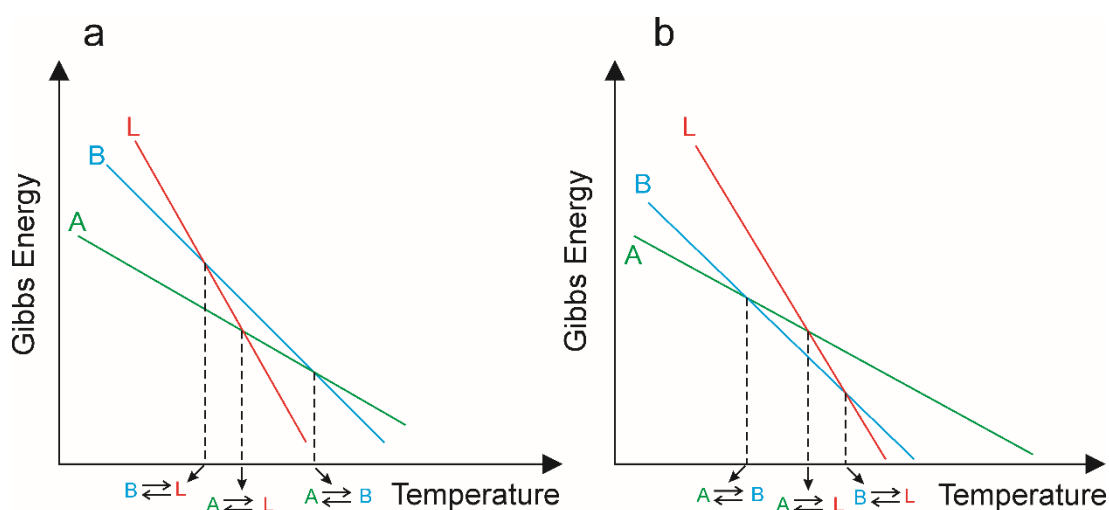 a
L
B
A
Gibbs Energy
B ⇌ L
A ⇌ L
A ⇌ B
Temperature
b
L
B
A
Gibbs Energy
A ⇌ B
A ⇌ L
B ⇌ L
Temperature